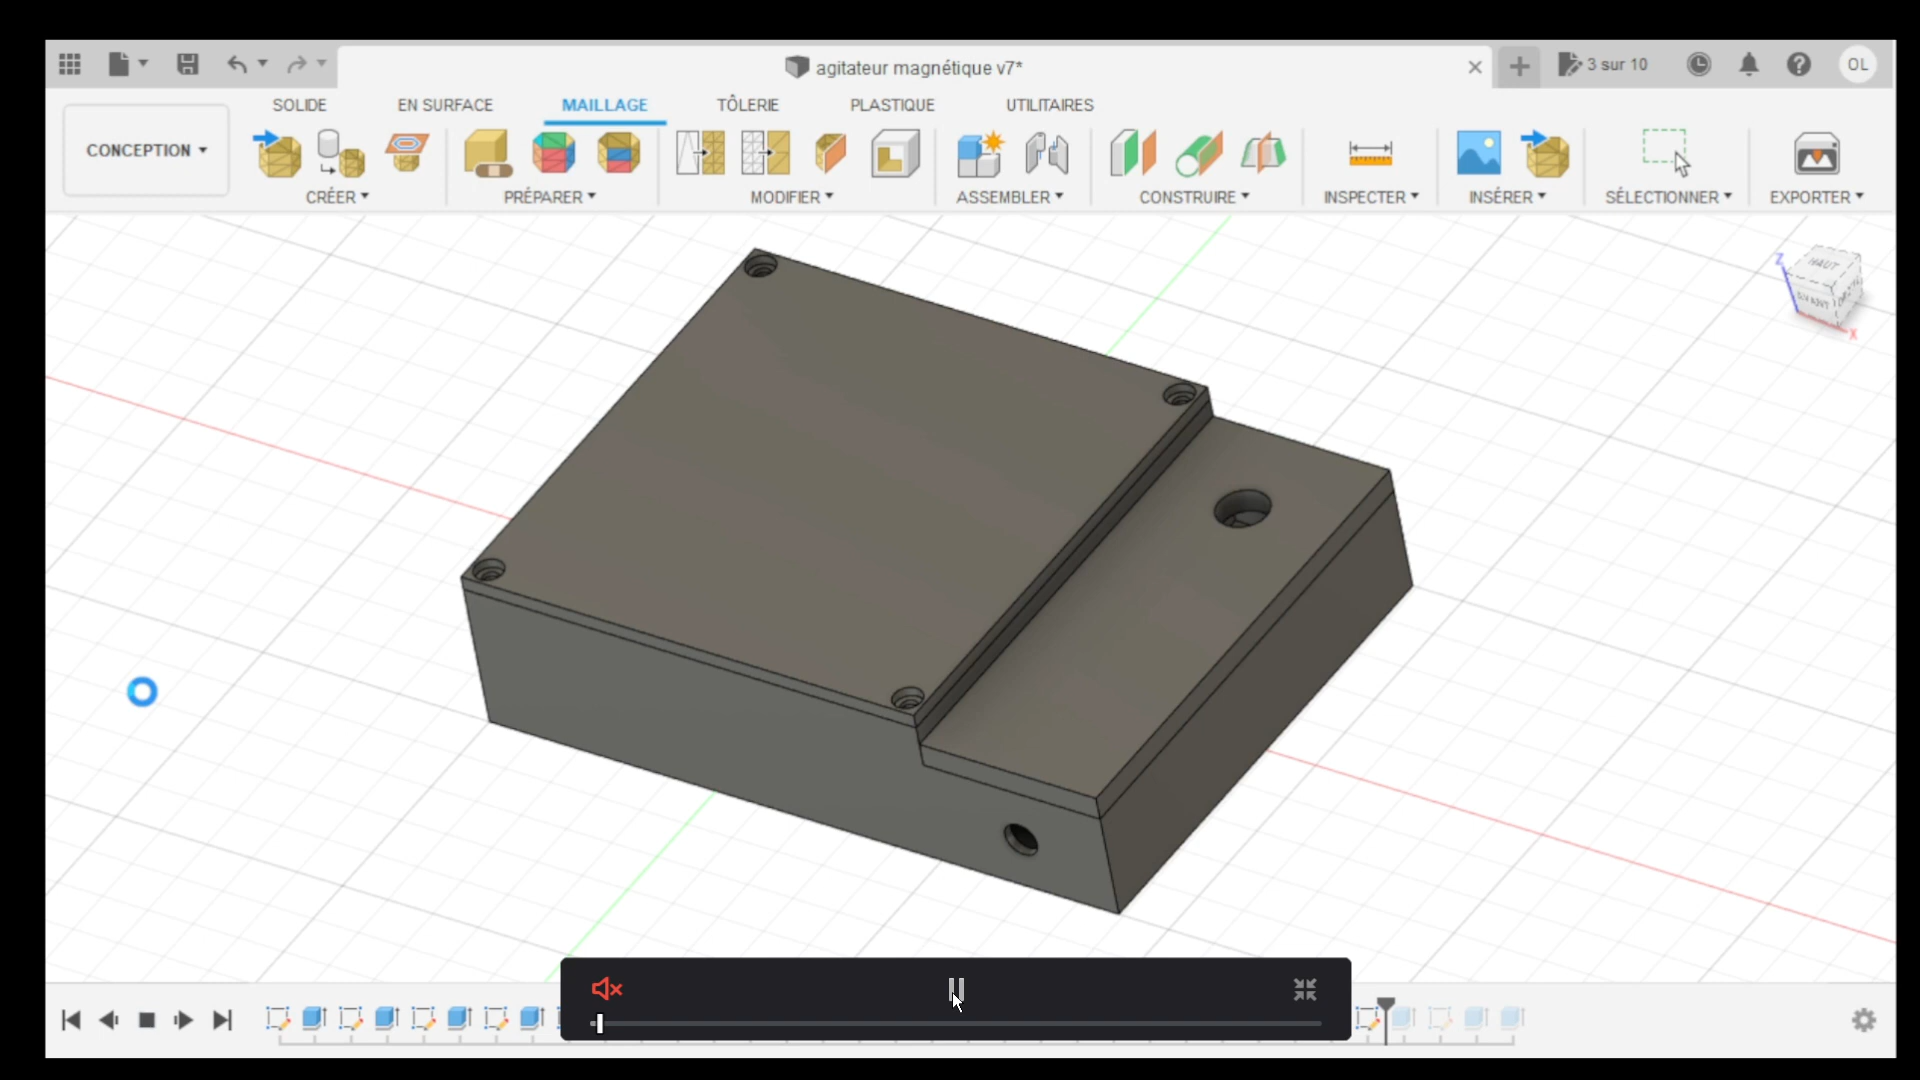 agitateur magnétique v7*
3 sur 10
OL
SOLIDE
EN SURFACE
MAILLAGE
TÔLERIE
PLASTIQUE
UTILITAIRES
CONCEPTION
CRÉER
PRÉPARER
MODIFIER
ASSEMBLER
CONSTRUIRE
INSPECTER
INSÉRER
SÉLECTIONNER
EXPORTER
Z
HAUT
X